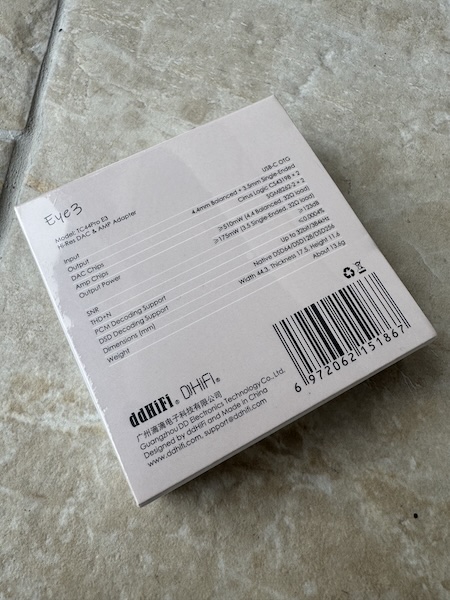 Eye3
Model: TC44Pro E3
Hi-Res DAC & AMP Adapter
Input USB-C OTG
Output 4.4mm Balanced + 3.5mm Single-Ended
DAC Chips Cirrus Logic CS43198 × 2
Amp Chips SGM8262-2 × 2
Output Power ≥510mW (4.4 Balanced, 32Ω load)
≥175mW (3.5 Single-Ended, 32Ω load)
SNR ≥123dB
THD+N ≤0.0004%
PCM Decoding Support Up to 32bit/384kHz
DSD Decoding Support Native DSD64/DSD128/DSD256
Dimensions (mm) Width 44.3, Thickness 17.5, Height 11.6
Weight About 13.6g
ddHiFi® DiHiFi®
广州滴滴电子科技有限公司
Guangzhou DD Electronics Technology Co., Ltd.
Designed by ddHiFi and Made in China
www.ddhifi.com, support@ddhifi.com
6 972062 151867